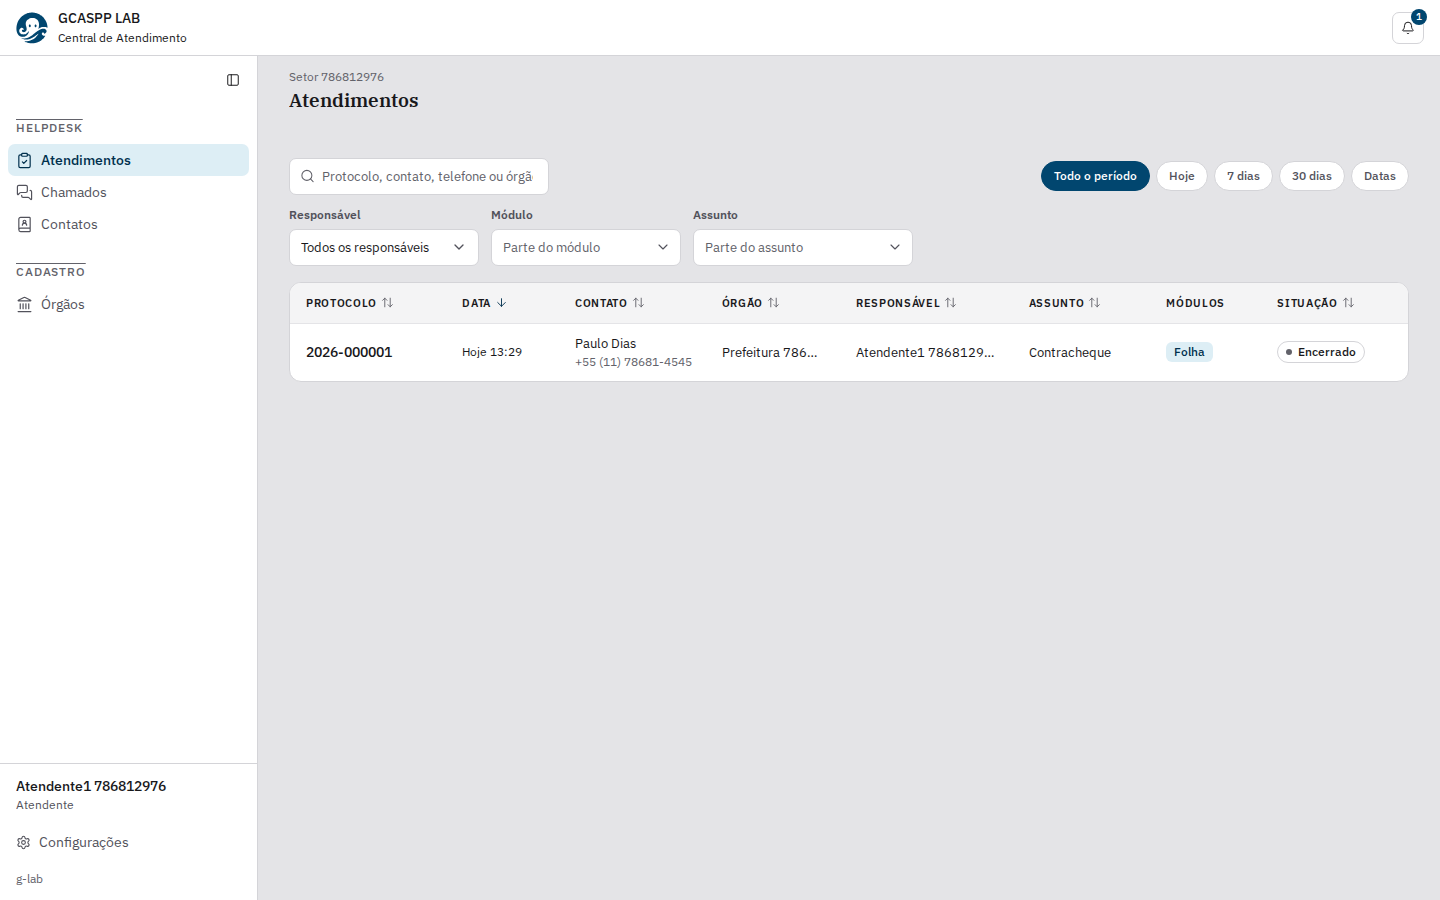 GCASPP LAB
Central de Atendimento
1
HELPDESK
Atendimentos
Chamados
Contatos
CADASTRO
Órgãos
Atendente1 786812976
Atendente
Configurações
g-lab
Setor 786812976
Atendimentos
Protocolo, contato, telefone ou órgã
Todo o período Hoje 7 dias 30 dias Datas
Responsável Módulo Assunto
Todos os responsáveis Parte do módulo Parte do assunto
PROTOCOLO DATA CONTATO ÓRGÃO RESPONSÁVEL ASSUNTO MÓDULOS SITUAÇÃO
2026-000001 Hoje 13:29 Paulo Dias Prefeitura 786... Atendente1 7868129... Contracheque Folha Encerrado
+55 (11) 78681-4545